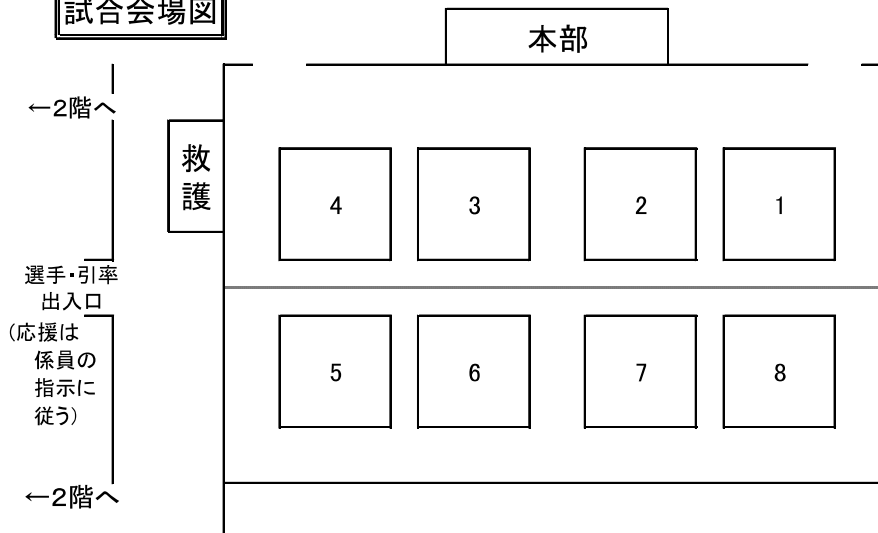 試合会場図
本部
←2階へ
救
護
4
3
2
1
選手・引率
出入口
(応援は
係員の
指示に
従う)
5
6
7
8
←2階へ